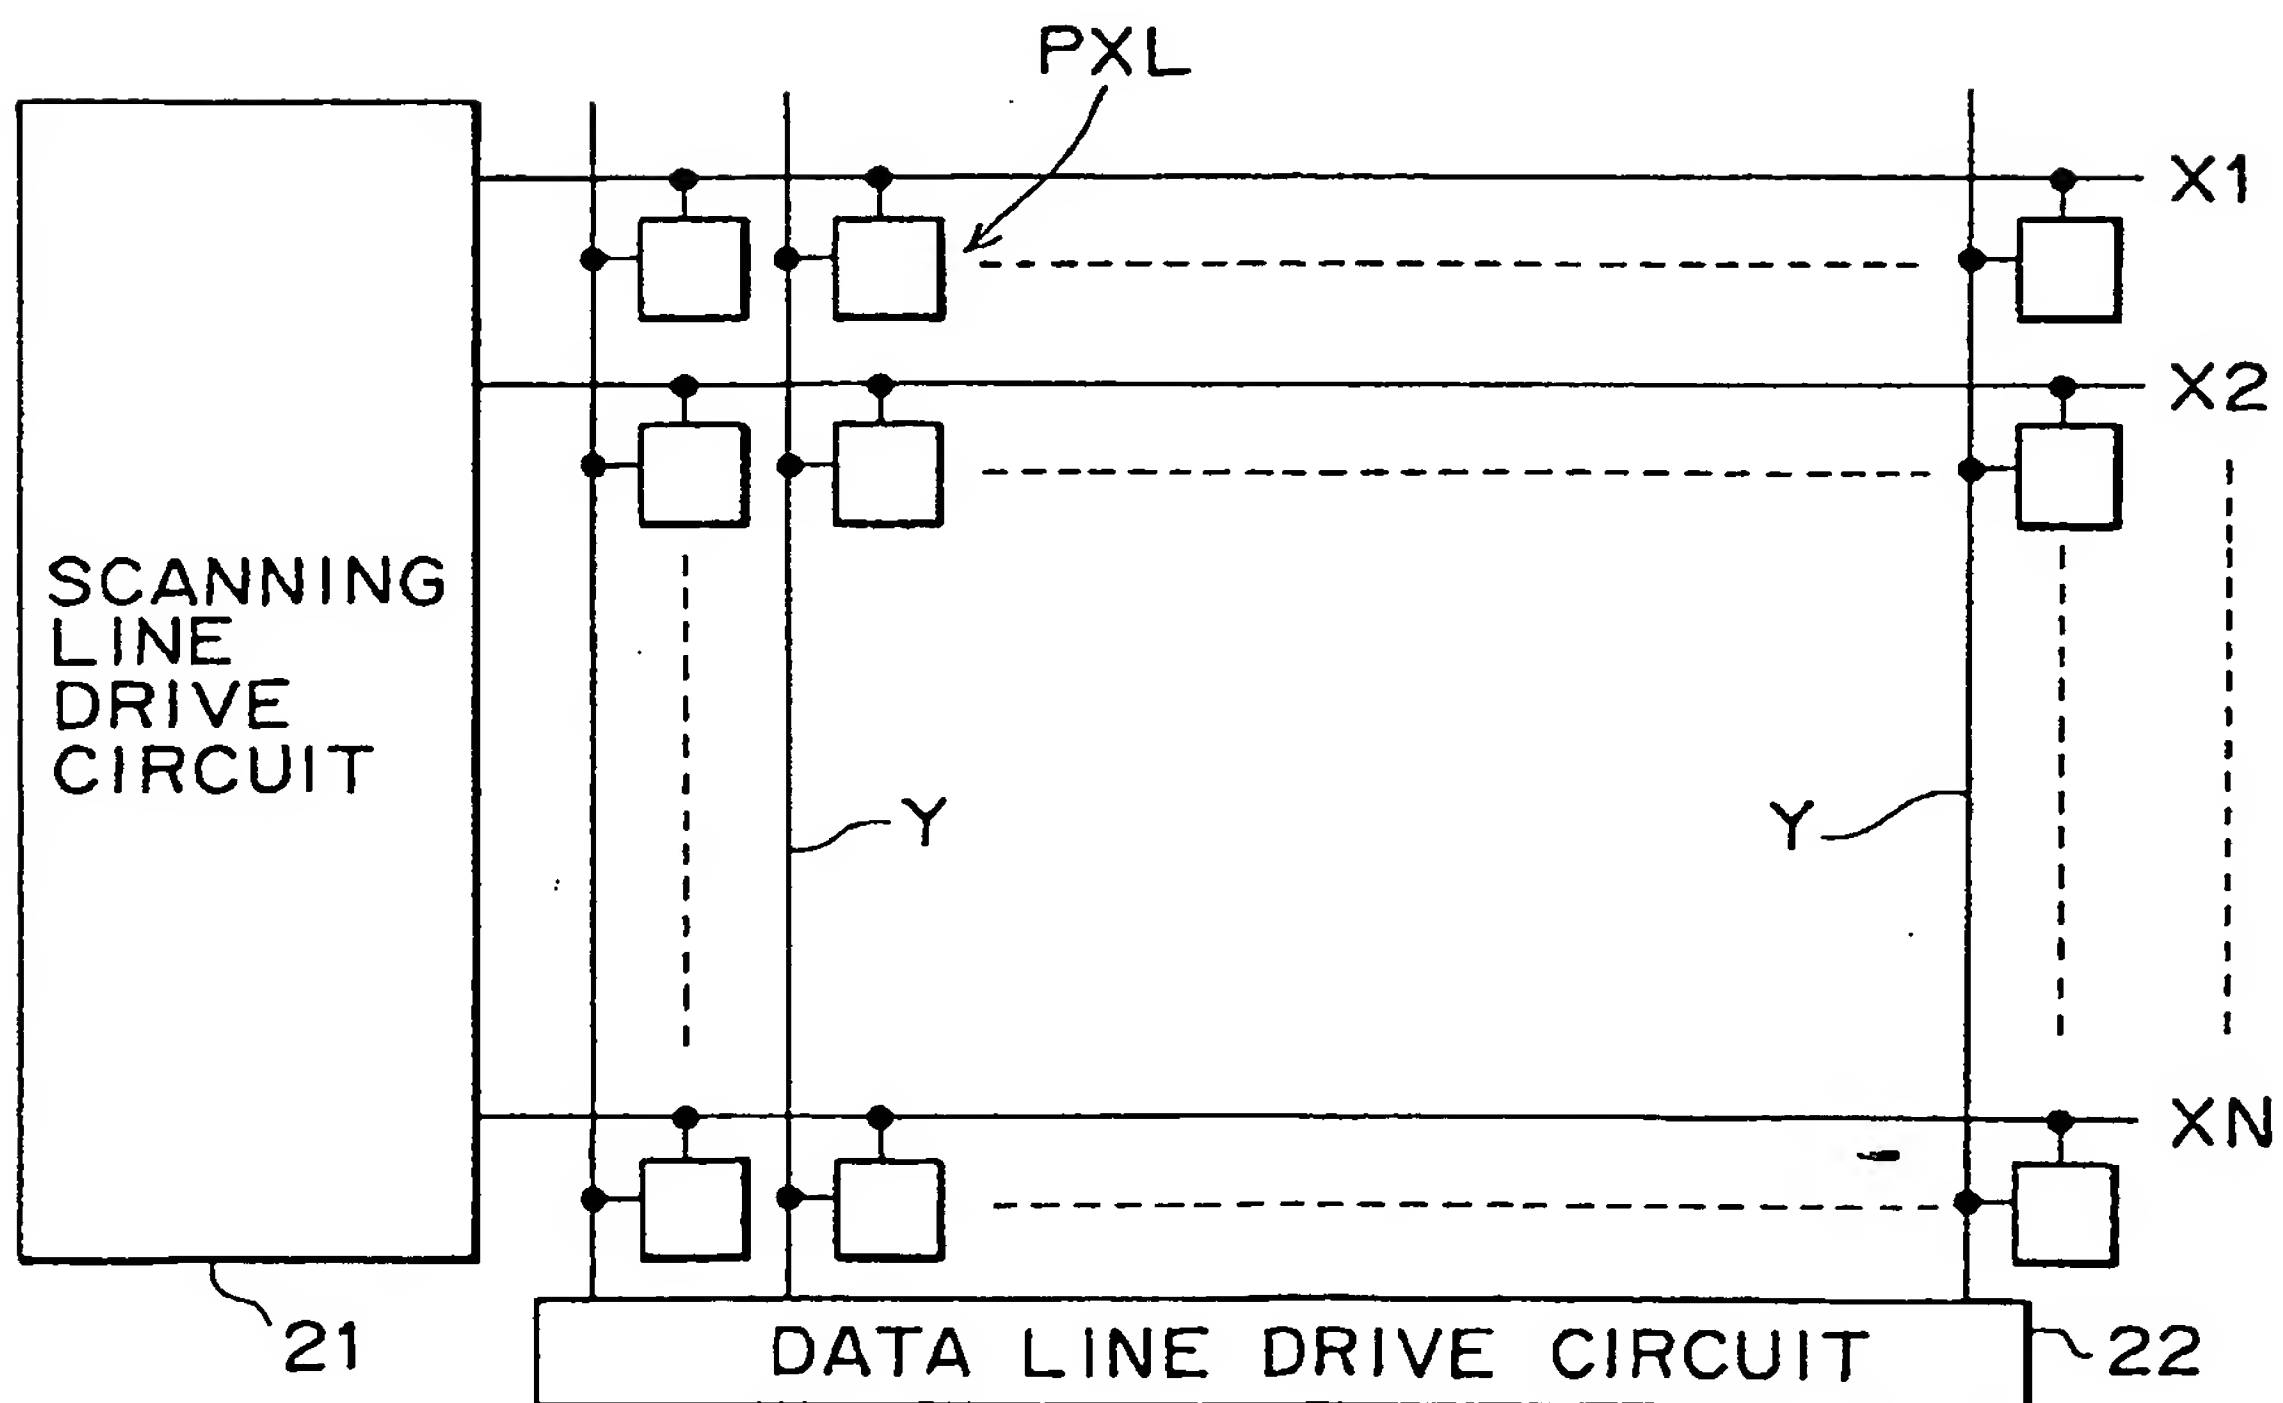 PXL
X1
X2
SCANNING
LINE
DRIVE
CIRCUIT
Y
Y
XN
21
DATA LINE DRIVE CIRCUIT
22